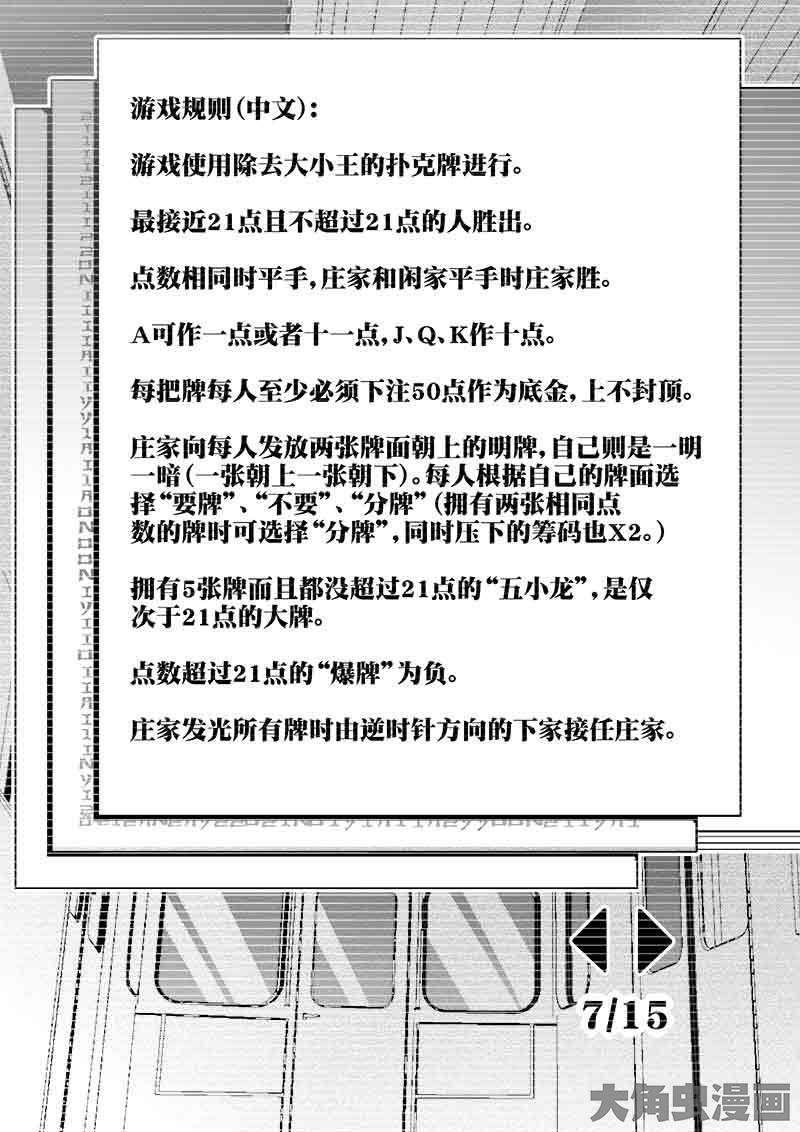 游戏规则(中文):
游戏使用除去大小王的扑克牌进行。
最接近21点且不超过21点的人胜出。
点数相同时平手,庄家和闲家平手时庄家胜。
A可作一点或者十一点,J、Q、K作十点。
每把牌每人至少必须下注50点作为底金,上不封顶。
庄家向每人发放两张牌面朝上的明牌,自己则是一明
一暗(一张朝上一张朝下)。每人根据自己的牌面选
择“要牌”、“不要”、“分牌”(拥有两张相同点
数的牌时可选择“分牌”,同时压下的筹码也X2。)
拥有5张牌而且都没超过21点的“五小龙”,是仅
次于21点的大牌。
点数超过21点的“爆牌”为负。
庄家发光所有牌时由逆时针方向的下家接任庄家。
7/15
大角虫漫画